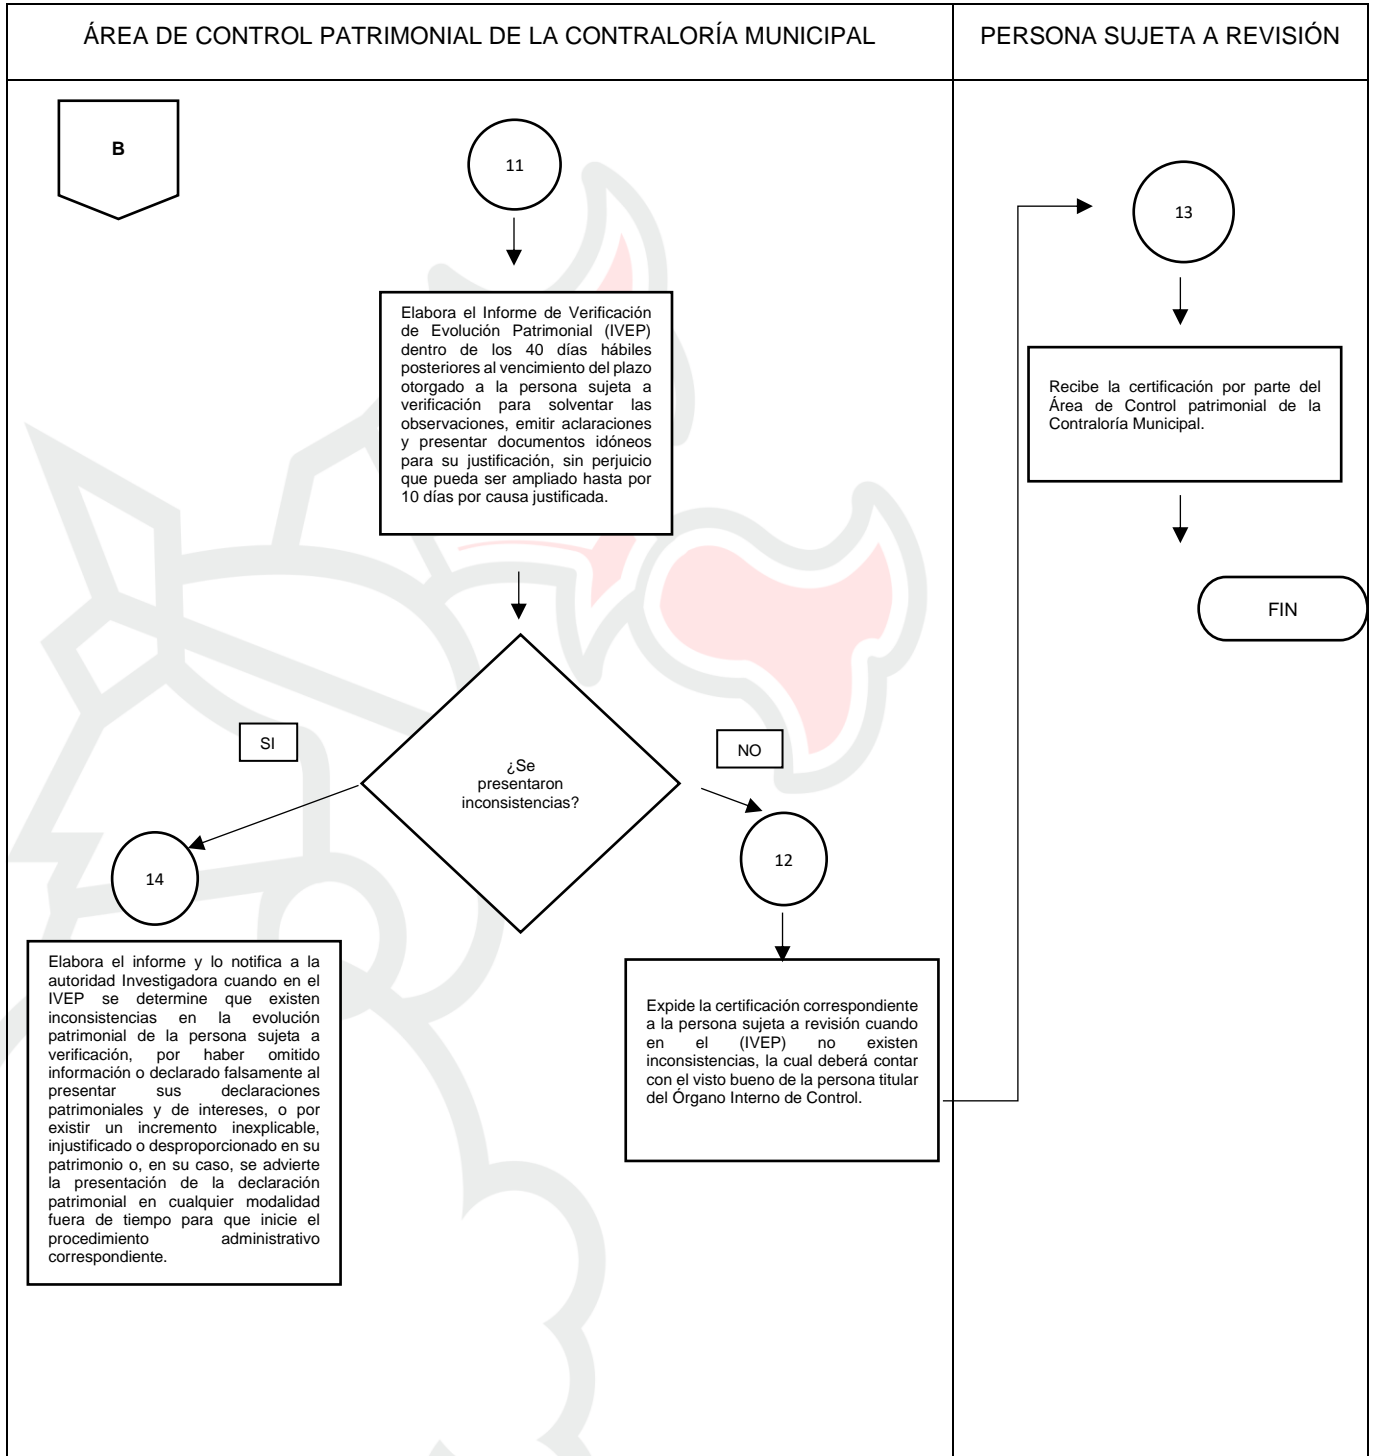 ÁREA DE CONTROL PATRIMONIAL DE LA CONTRALORÍA MUNICIPAL
PERSONA SUJETA A REVISIÓN
B
11
Elabora el Informe de Verificación
de Evolución Patrimonial (IVEP)
dentro de los 40 días hábiles
posteriores al vencimiento del plazo
otorgado a la persona sujeta a
verificación para solventar las
observaciones, emitir aclaraciones
y presentar documentos idóneos
para su justificación, sin perjuicio
que pueda ser ampliado hasta por
10 días por causa justificada.
¿Se
presentaron
inconsistencias?
SI
NO
14
Elabora el informe y lo notifica a la
autoridad Investigadora cuando en el
IVEP se determine que existen
inconsistencias en la evolución
patrimonial de la persona sujeta a
verificación, por haber omitido
información o declarado falsamente al
presentar sus declaraciones
patrimoniales y de intereses, o por
existir un incremento inexplicable,
injustificado o desproporcionado en su
patrimonio o, en su caso, se advierte
la presentación de la declaración
patrimonial en cualquier modalidad
fuera de tiempo para que inicie el
procedimiento administrativo
correspondiente.
12
Expide la certificación correspondiente
a la persona sujeta a revisión cuando
en el (IVEP) no existen
inconsistencias, la cual deberá contar
con el visto bueno de la persona titular
del Órgano Interno de Control.
13
Recibe la certificación por parte del
Área de Control patrimonial de la
Contraloría Municipal.
FIN